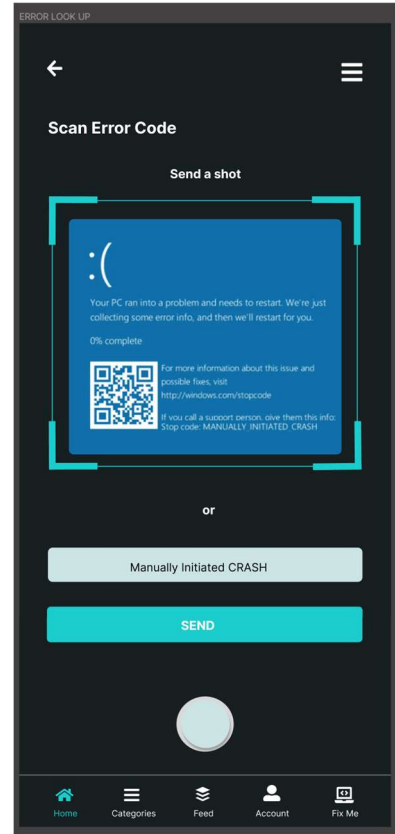 ERROR LOOK UP
Scan Error Code
Send a shot
:(
Your PC ran into a problem and needs to restart. We're just
collecting some error info, and then we'll restart for you.
0% complete
For more information about this issue and
possible fixes, visit
http://windows.com/stopcode
If you call a support person, give them this info:
Stop code: MANUALLY INITIATED CRASH
or
Manually Initiated CRASH
SEND
Home Categories Feed Account Fix Me